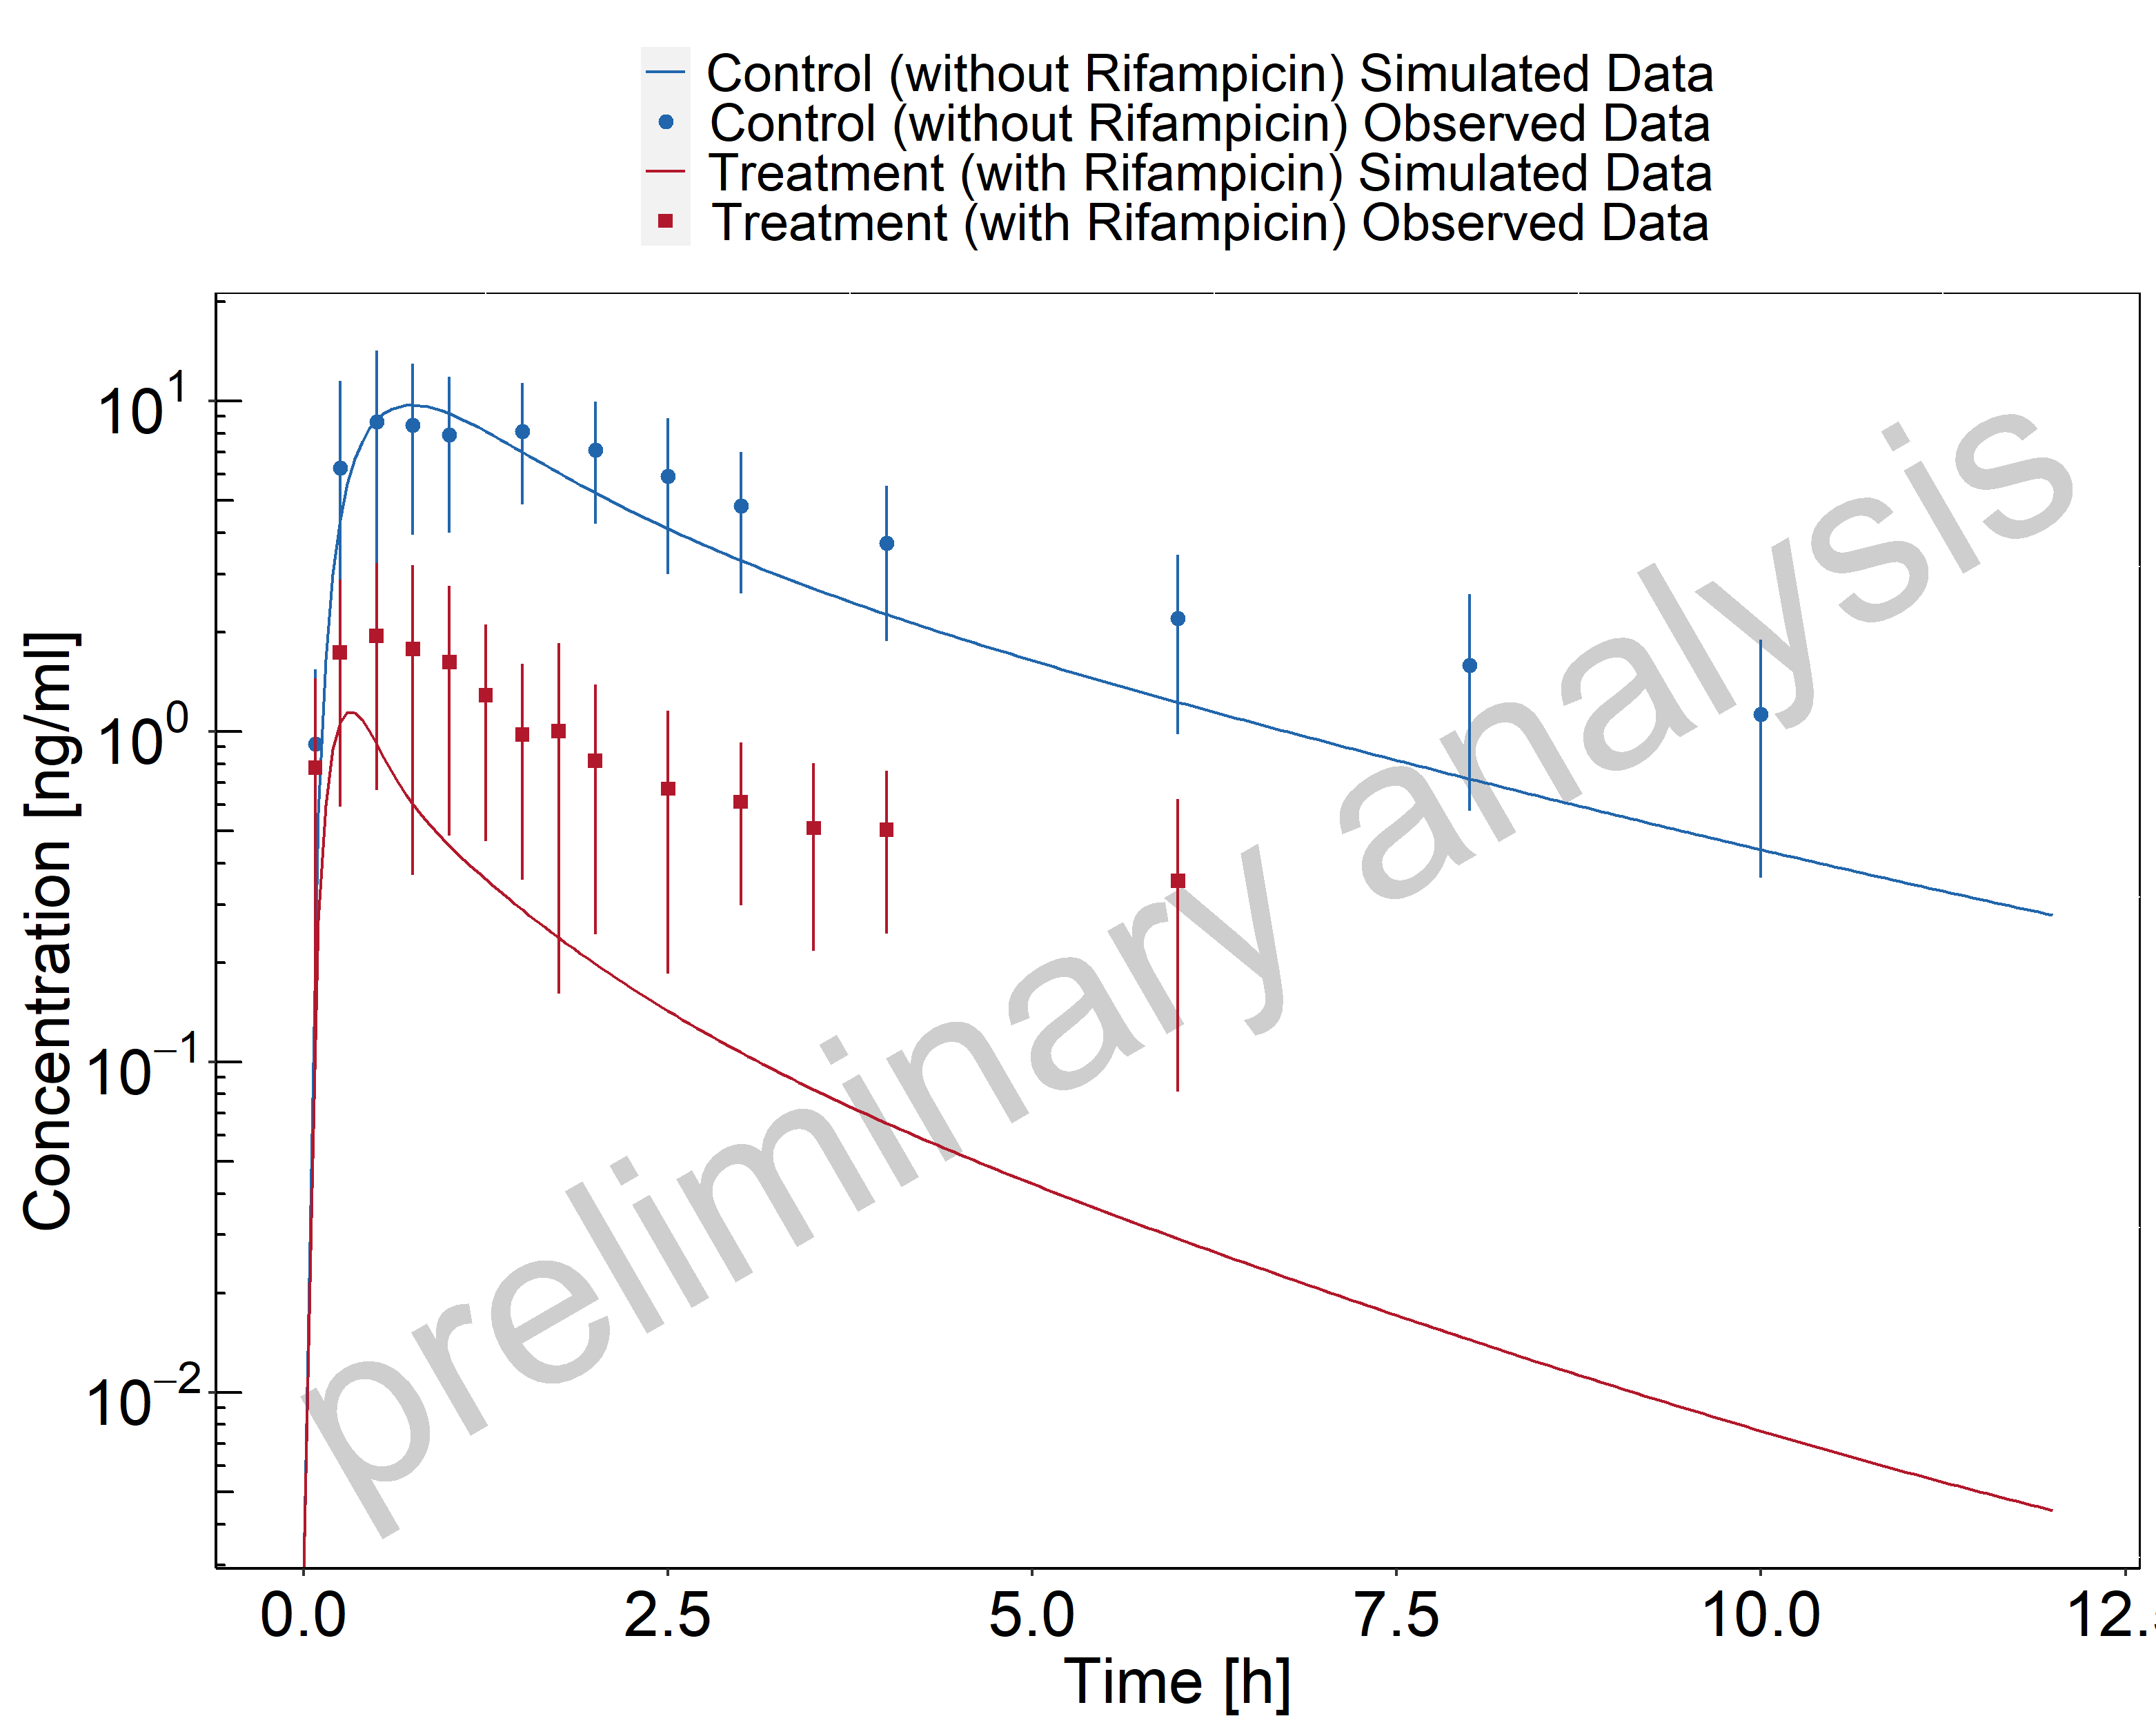 Control (without Rifampicin) Simulated Data
Control (without Rifampicin) Observed Data
Treatment (with Rifampicin) Simulated Data
Treatment (with Rifampicin) Observed Data
Concentration [ng/ml]
10¹
10⁰
10⁻¹
10⁻²
preliminary analysis
0.0 2.5 5.0 7.5 10.0
Time [h]